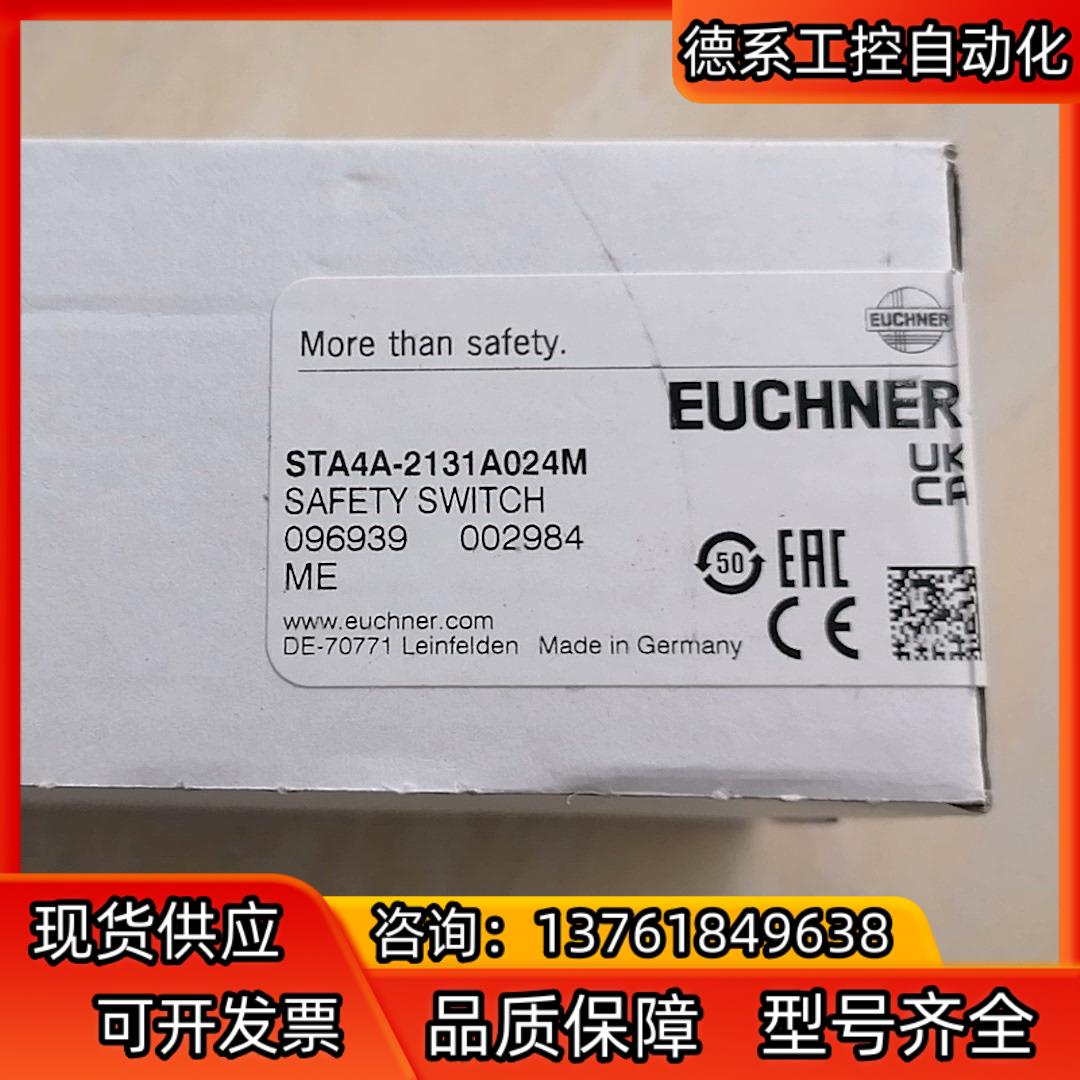 德系工控自动化
EUCHNER
More than safety.
EUCHNER
UK
CA
STA4A-2131A024M
SAFETY SWITCH
096939 002984
ME
50
EAC
CE
www.euchner.com
DE-70771 Leinfelden Made in Germany
现货供应
咨询：13761849638
可开发票
品质保障
型号齐全